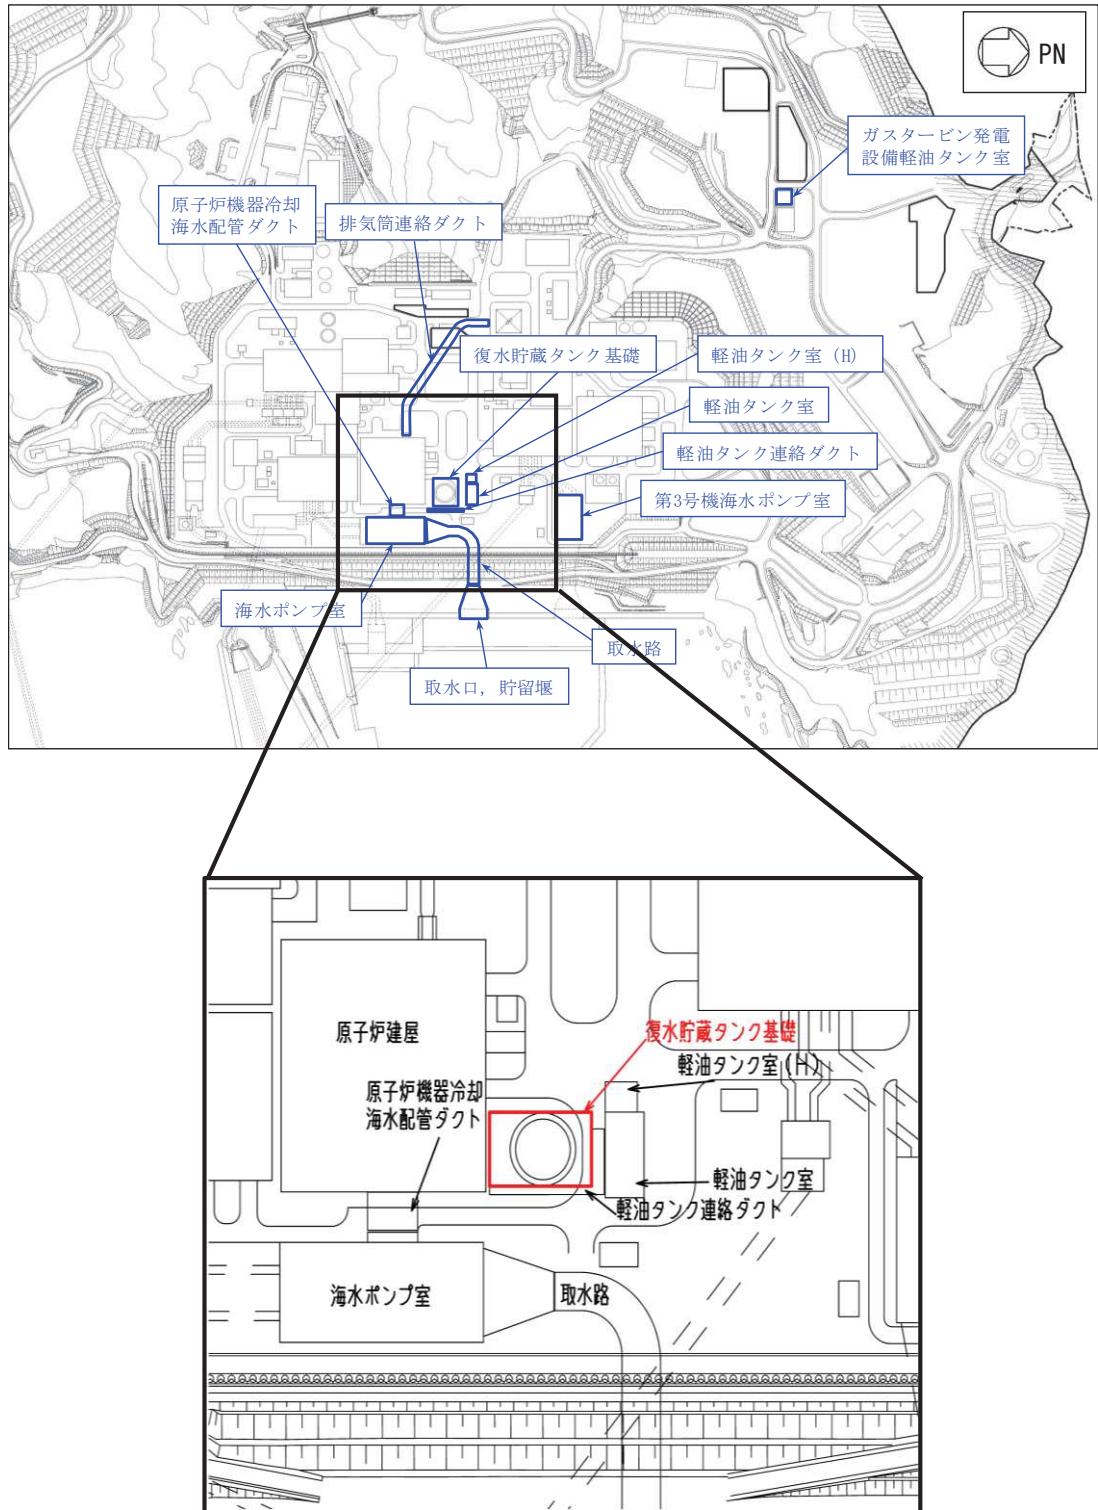 PN
ガスタービン発電
設備軽油タンク室
原子炉機器冷却
海水配管ダクト
排気筒連絡ダクト
復水貯蔵タンク基礎
軽油タンク室（H）
軽油タンク室
軽油タンク連絡ダクト
第3号機海水ポンプ室
海水ポンプ室
取水路
取水口，貯留堰
原子炉建屋
復水貯蔵タンク基礎
軽油タンク室(H)
原子炉機器冷却
海水配管ダクト
軽油タンク室
軽油タンク連絡ダクト
海水ポンプ室
取水路